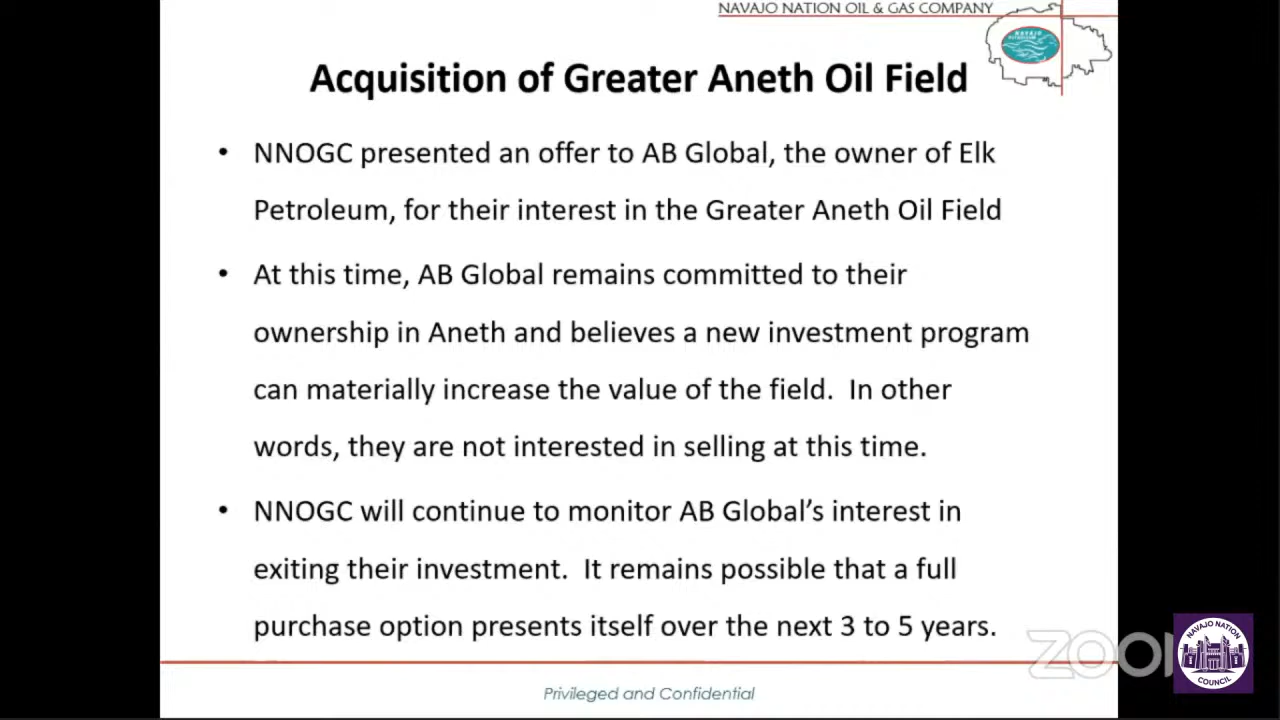 NAVAJO NATION OIL & GAS COMPANY
NAVAJO
PETROLEUM
Acquisition of Greater Aneth Oil Field
• NNOGC presented an offer to AB Global, the owner of Elk
Petroleum, for their interest in the Greater Aneth Oil Field
• At this time, AB Global remains committed to their
ownership in Aneth and believes a new investment program
can materially increase the value of the field.  In other
words, they are not interested in selling at this time.
• NNOGC will continue to monitor AB Global’s interest in
exiting their investment.  It remains possible that a full
purchase option presents itself over the next 3 to 5 years.
Privileged and Confidential
zoom
NAVAJO NATION
COUNCIL